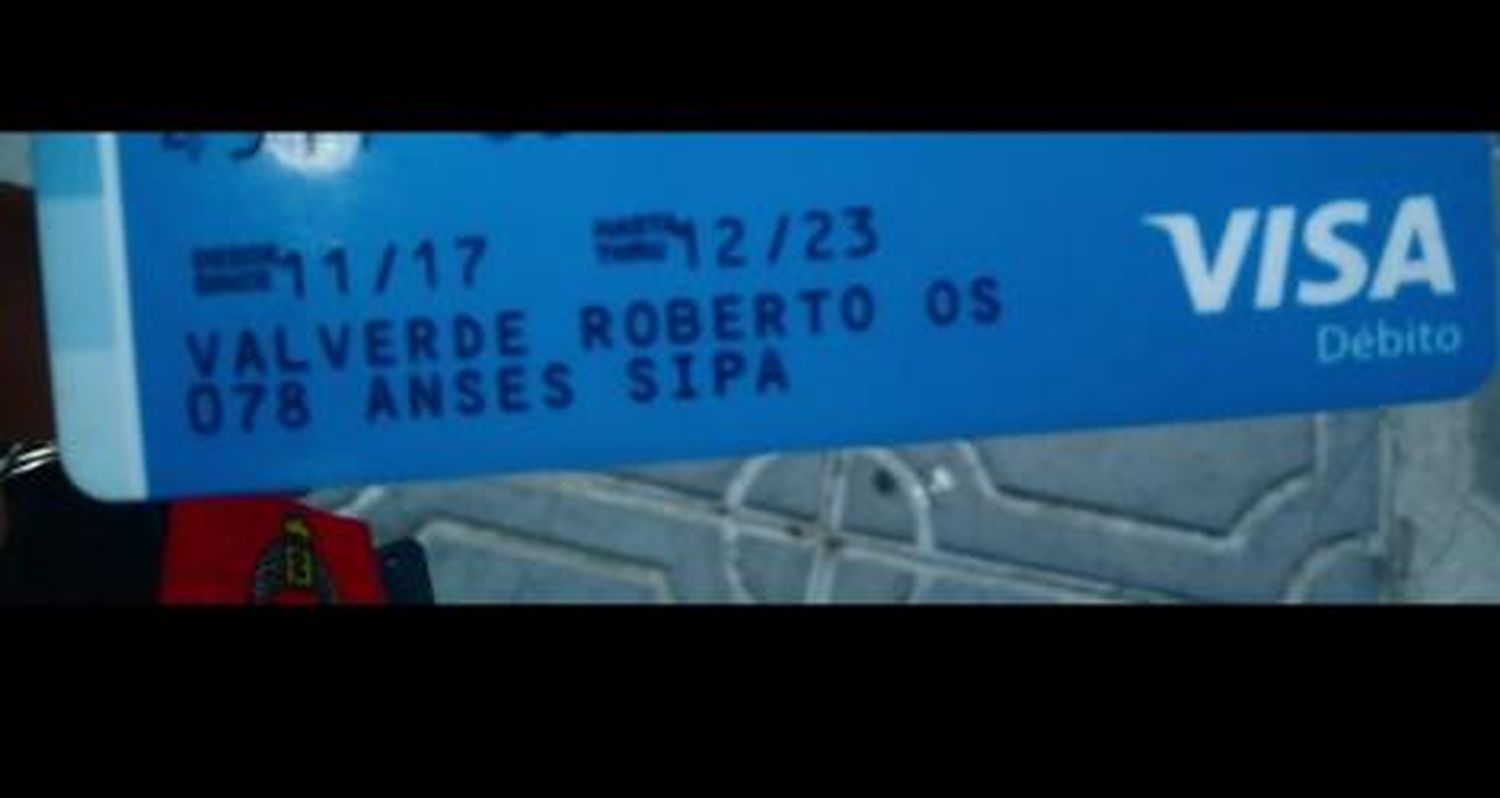 11/17 12/23
VALVERDE ROBERTO OS
078 ANSES SIPA
VISA
Débito